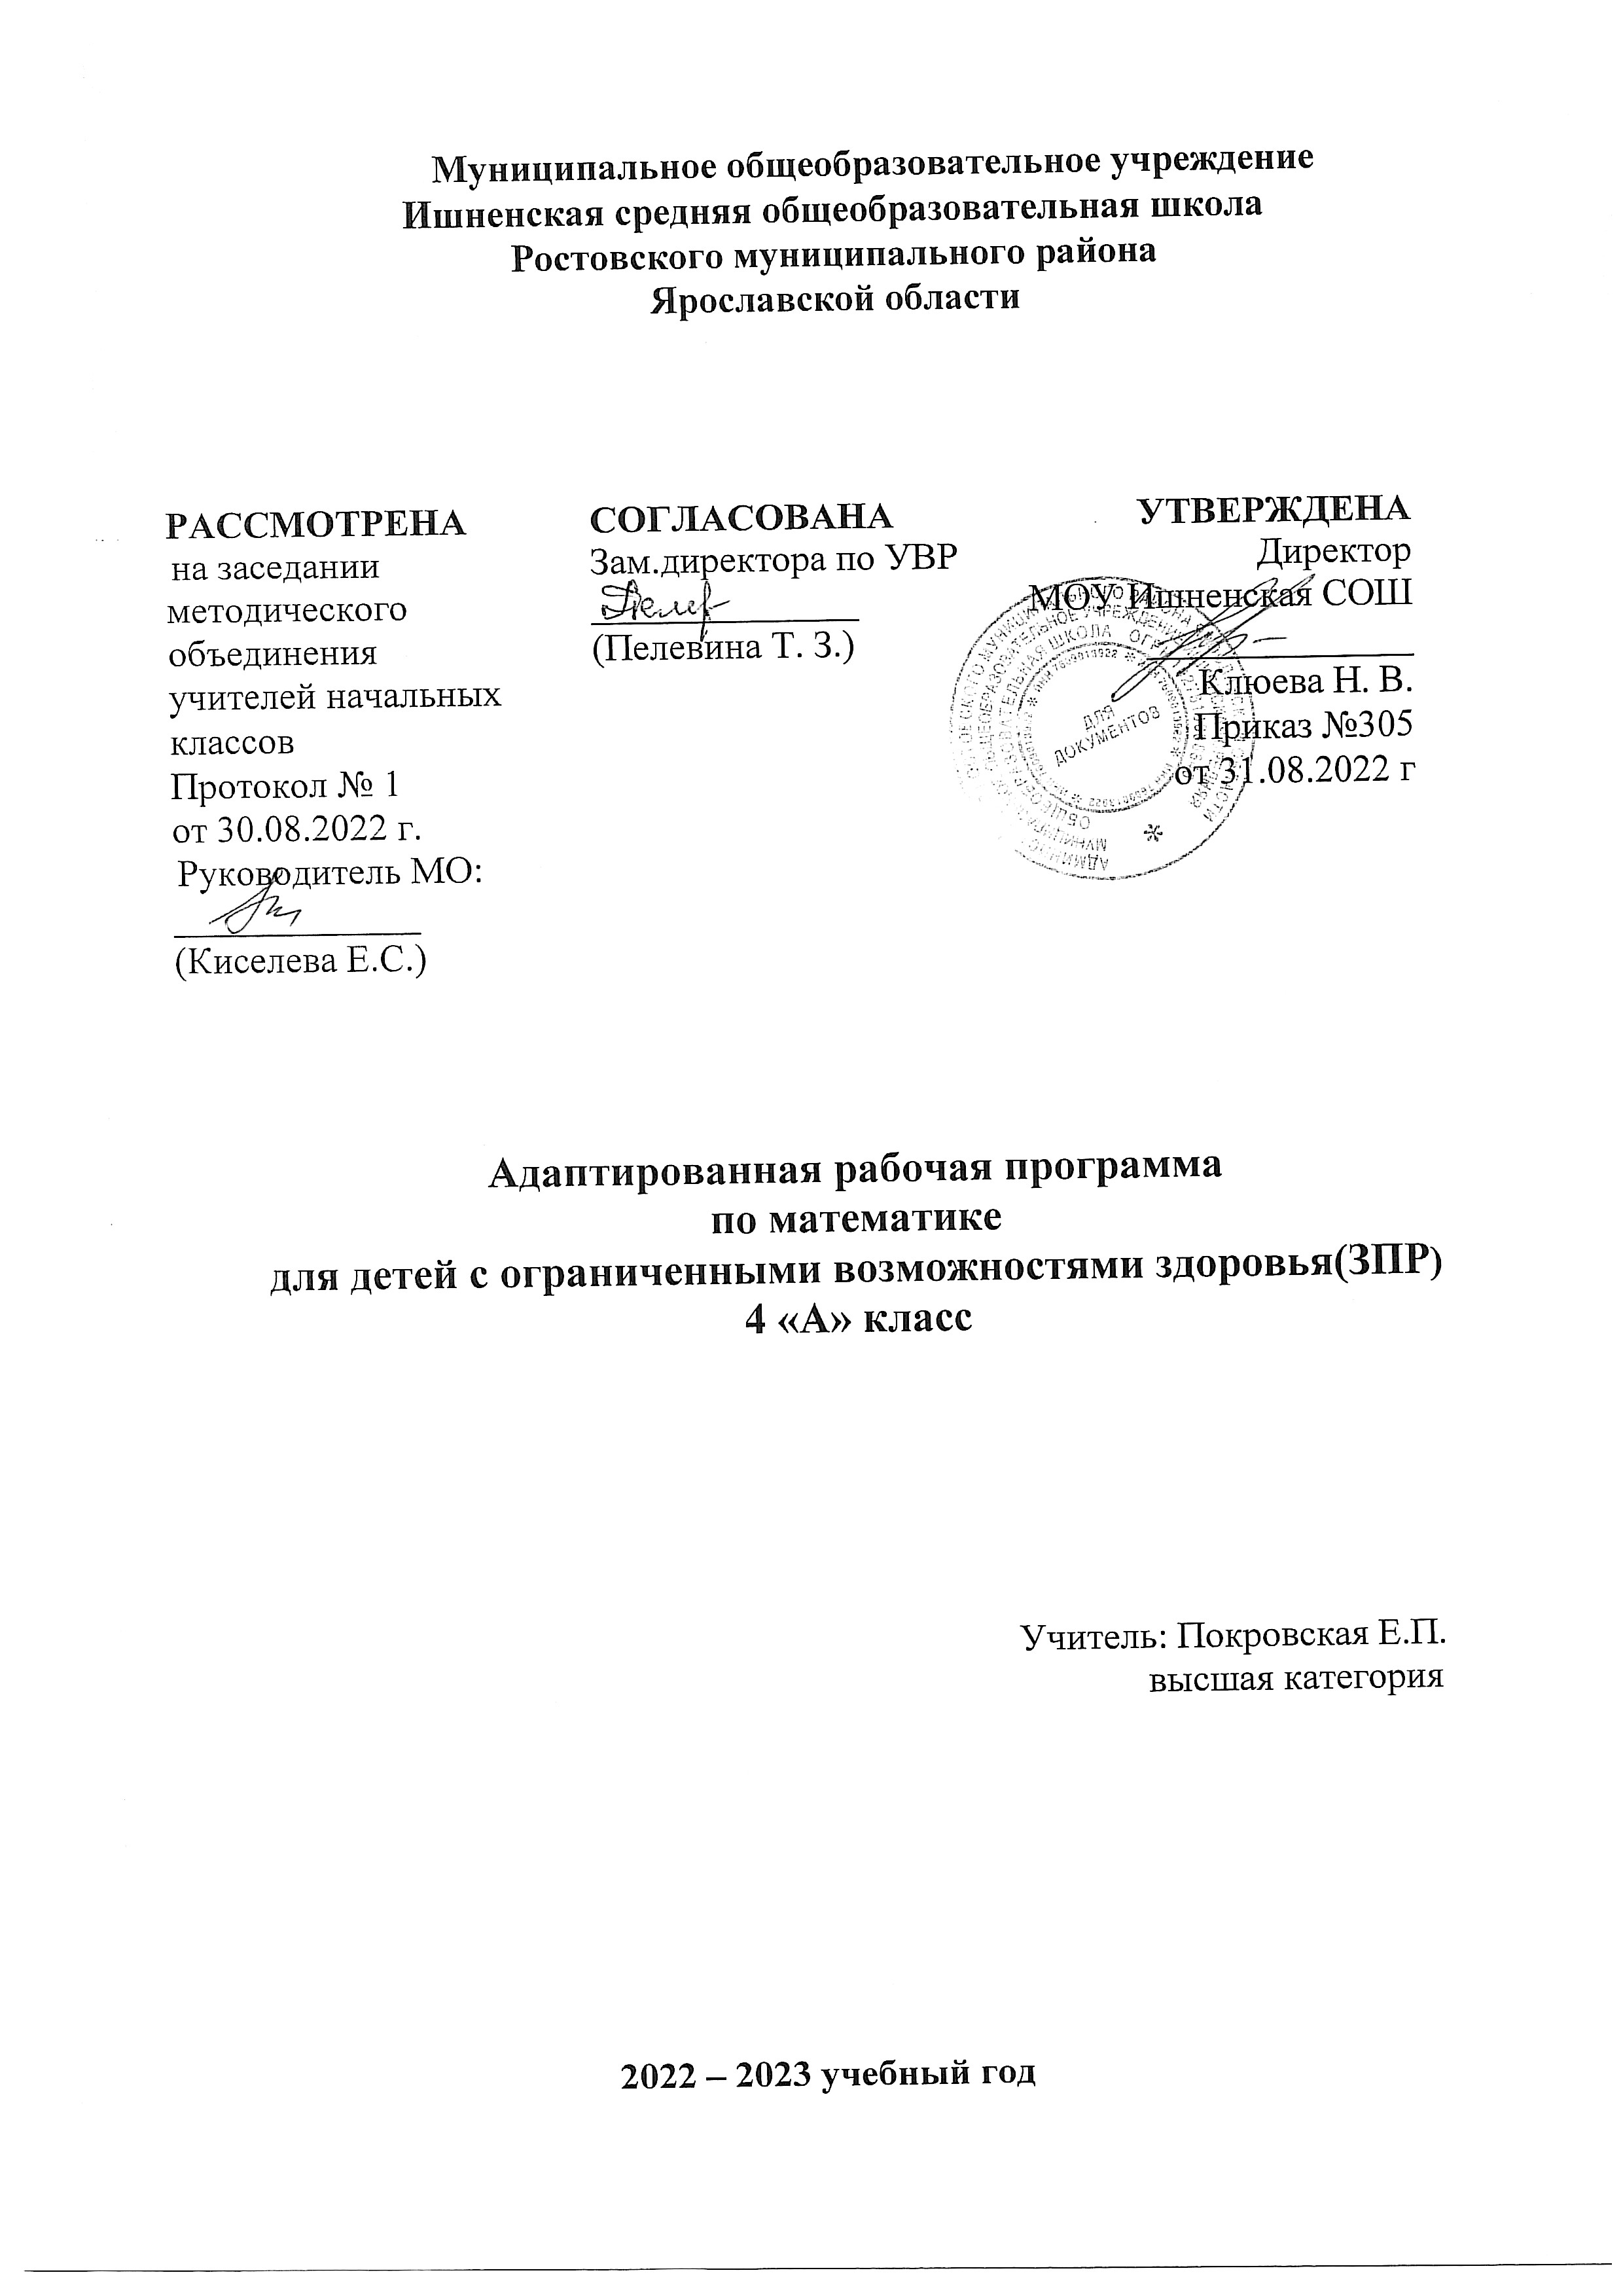 Муниципальное общеобразовательное учреждение
Ишненская средняя общеобразовательная школа
Ростовского муниципального района
Ярославской области
РАССМОТРЕНА
на заседании
методического
объединения
учителей начальных
классов
Протокол № 1
от 30.08.2022 г.
Руководитель МО:
(Киселева Е.С.)
СОГЛАСОВАНА
Зам.директора по УВР
(Пелевина Т. З.)
УТВЕРЖДЕНА
Директор
МОУ Ишненская СОШ
Клюева Н. В.
Приказ №305
от 31.08.2022 г
ДЛЯ
ДОКУМЕНТОВ
Адаптированная рабочая программа
по математике
для детей с ограниченными возможностями здоровья(ЗПР)
4 «А» класс
Учитель: Покровская Е.П.
высшая категория
2022 – 2023 учебный год